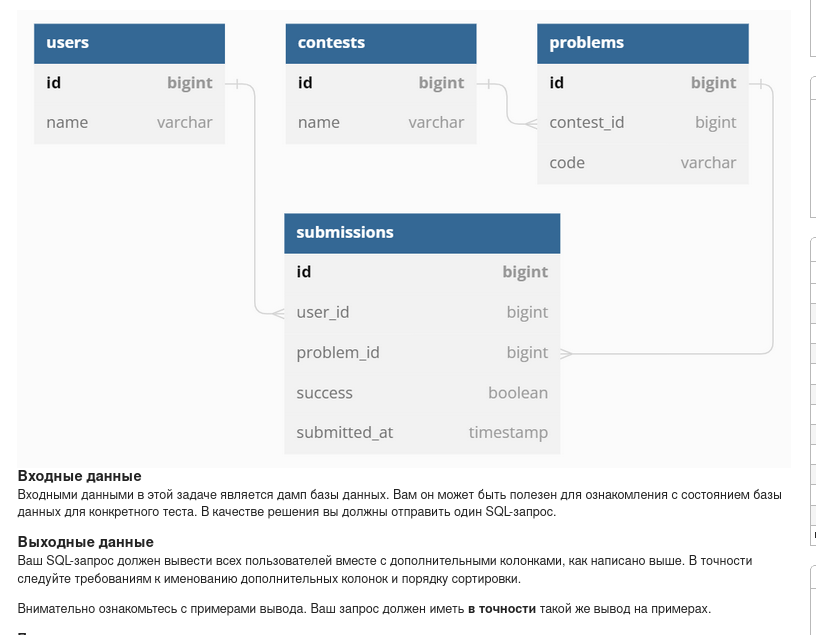 users
id bigint
name varchar
contests
id bigint
name varchar
problems
id bigint
contest_id bigint
code varchar
submissions
id bigint
user_id bigint
problem_id bigint
success boolean
submitted_at timestamp
Входные данные
Входными данными в этой задаче является дамп базы данных. Вам он может быть полезен для ознакомления с состоянием базы
данных для конкретного теста. В качестве решения вы должны отправить один SQL-запрос.
Выходные данные
Ваш SQL-запрос должен вывести всех пользователей вместе с дополнительными колонками, как написано выше. В точности
следуйте требованиям к именованию дополнительных колонок и порядку сортировки.
Внимательно ознакомьтесь с примерами вывода. Ваш запрос должен иметь в точности такой же вывод на примерах.